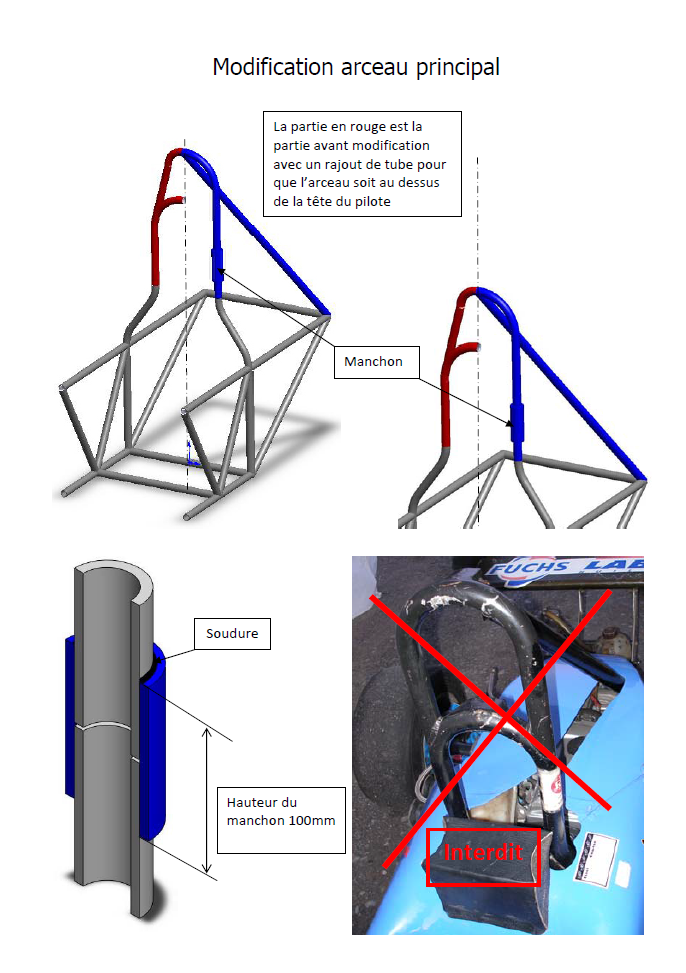 Modification arceau principal
La partie en rouge est la
partie avant modification
avec un rajout de tube pour
que l'arceau soit au dessus
de la tête du pilote
Manchon
Soudure
Hauteur du
manchon 100mm
FUCHS LAB
Interdit